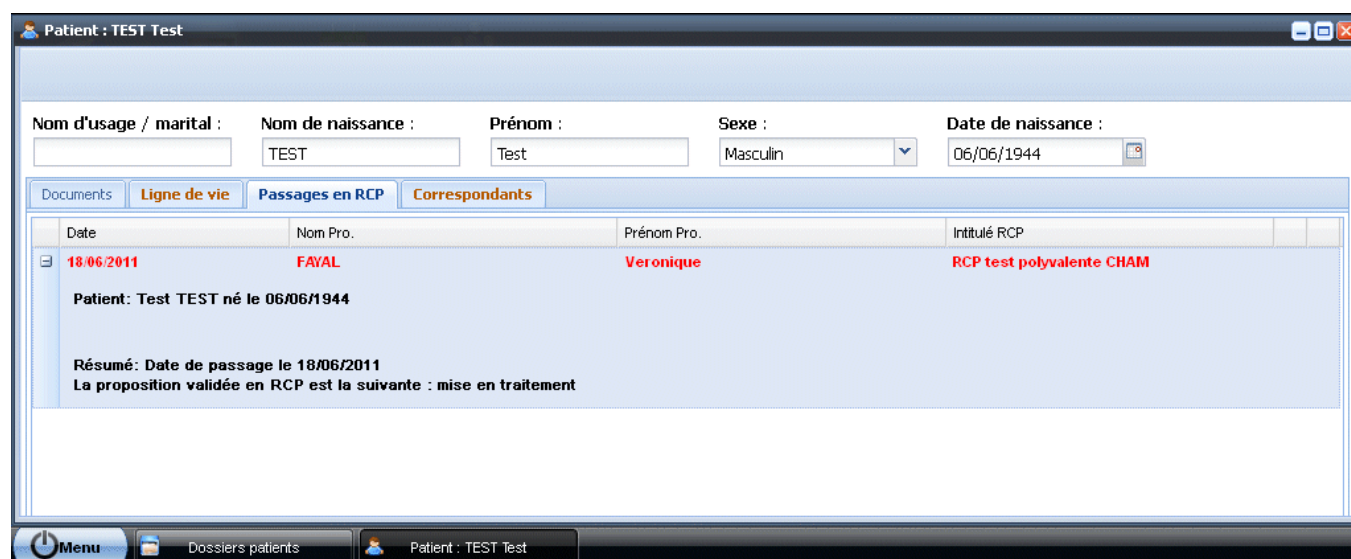 Patient : TEST Test
Nom d'usage / marital : Nom de naissance : Prénom : Sexe : Date de naissance :
TEST Test Masculin 06/06/1944
Documents Ligne de vie Passages en RCP Correspondants
Date Nom Pro. Prénom Pro. Intitulé RCP
18/06/2011 FAYAL Veronique RCP test polyvalente CHAM
Patient: Test TEST né le 06/06/1944
Résumé: Date de passage le 18/06/2011
La proposition validée en RCP est la suivante : mise en traitement
Menu Dossiers patients Patient : TEST Test